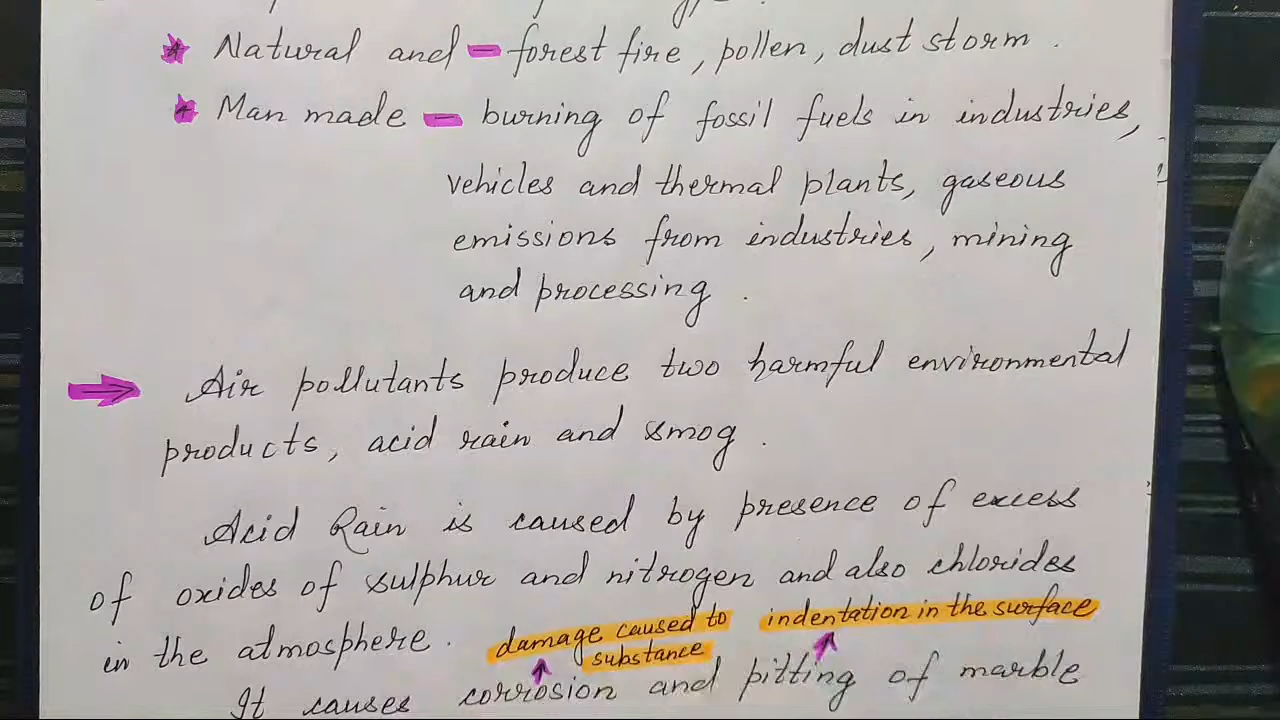 Natural and - forest fire, pollen, dust storm.
Man made - burning of fossil fuels in industries,
vehicles and thermal plants, gaseous
emissions from industries, mining
and processing.
Air pollutants produce two harmful environmental
products, acid rain and smog.
Acid Rain is caused by presence of excess
of oxides of sulphur and nitrogen and also chlorides
in the atmosphere.
damage caused to substance
indentation in the surface
It causes corrosion and pitting of marble